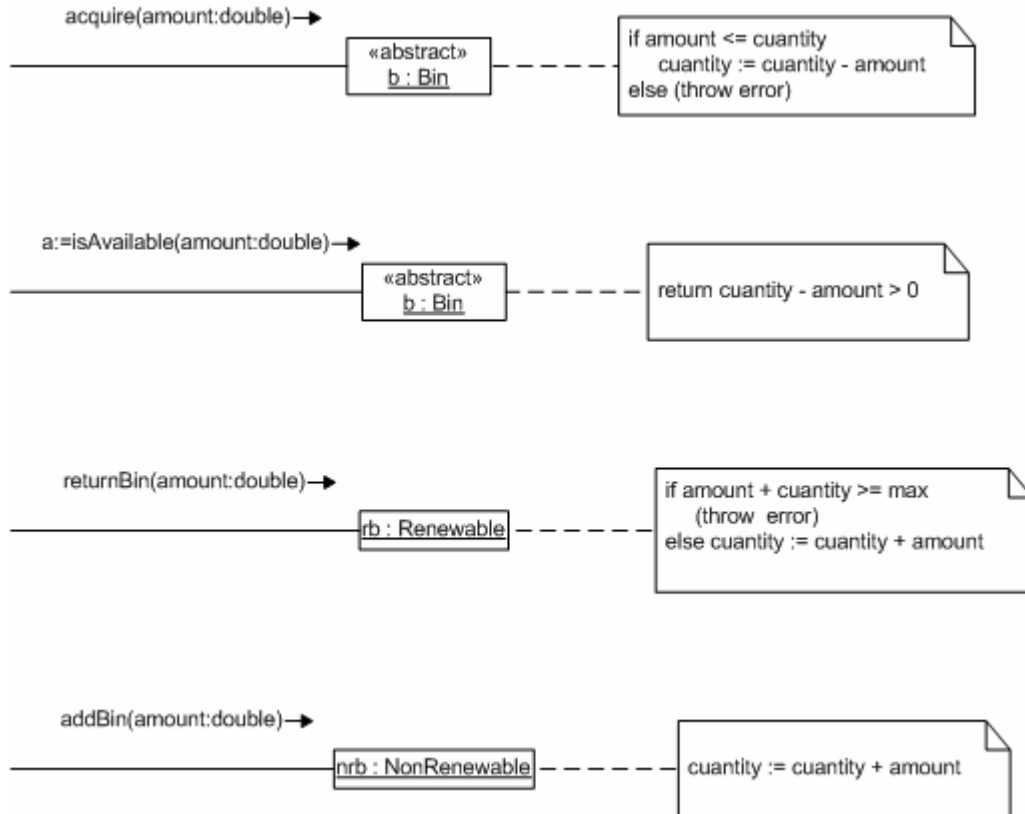 acquire(amount:double)
«abstract»
b : Bin
if amount <= cuantity
cuantity := cuantity - amount
else (throw error)
a:=isAvailable(amount:double)
«abstract»
b : Bin
return cuantity - amount > 0
returnBin(amount:double)
rb : Renewable
if amount + cuantity >= max
(throw error)
else cuantity := cuantity + amount
addBin(amount:double)
nrb : NonRenewable
cuantity := cuantity + amount